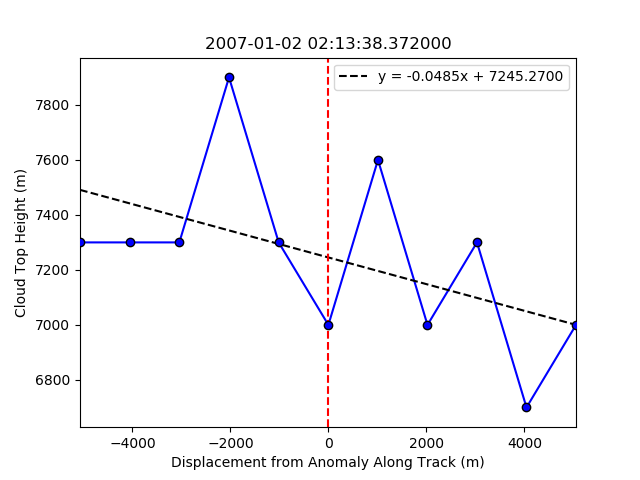 2007-01-02 02:13:38.372000
y = -0.0485x + 7245.2700
Cloud Top Height (m)
7800
7600
7400
7200
7000
6800
−4000 −2000 0 2000 4000
Displacement from Anomaly Along Track (m)